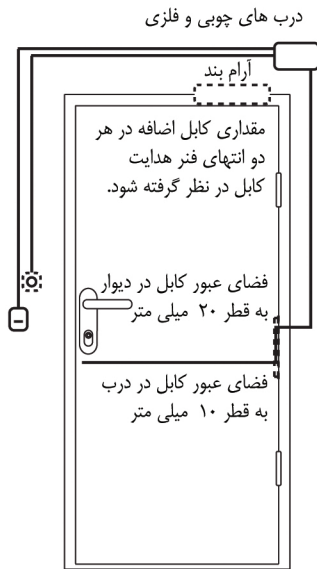 درب های چوبی و فلزی
آرام بند
مقداری کابل اضافه در هر
دو انتهای فنر هدایت
کابل در نظر گرفته شود.
فضای عبور کابل در دیوار
به قطر ۲۰ میلی متر
فضای عبور کابل در درب
به قطر ۱۰ میلی متر